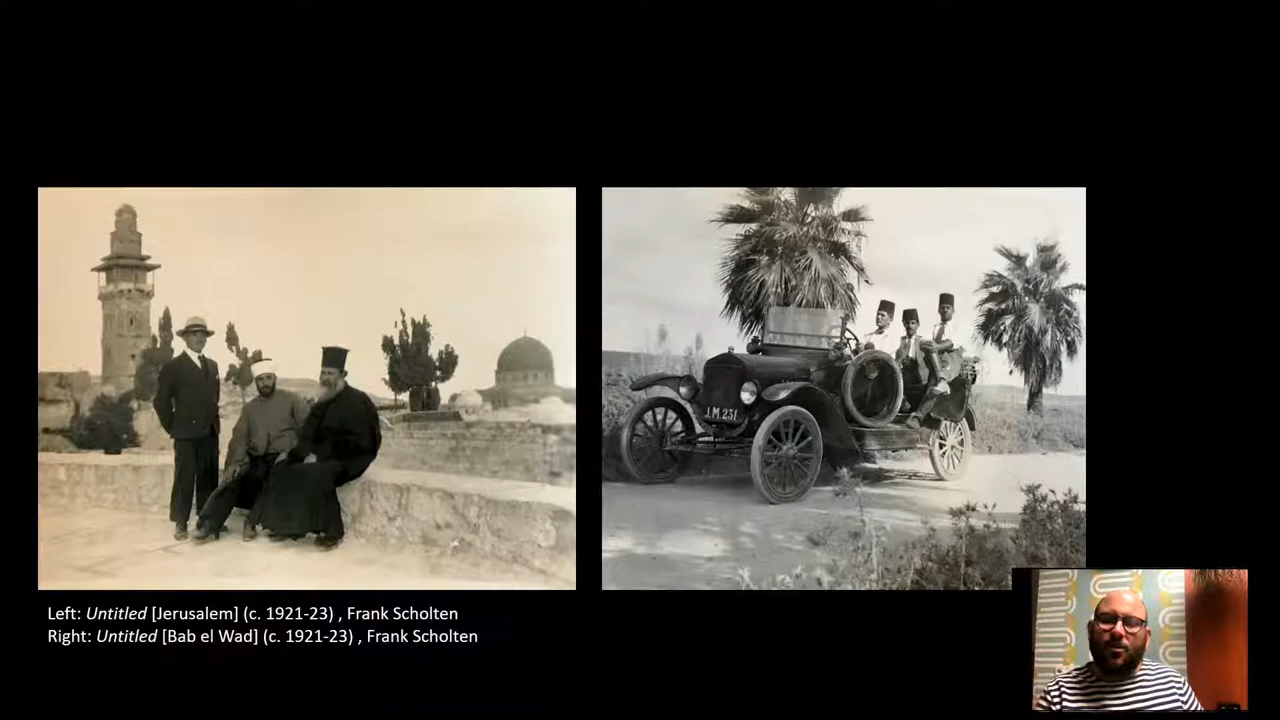 J.M.231
Left: Untitled [Jerusalem] (c. 1921-23) , Frank Scholten
Right: Untitled [Bab el Wad] (c. 1921-23) , Frank Scholten